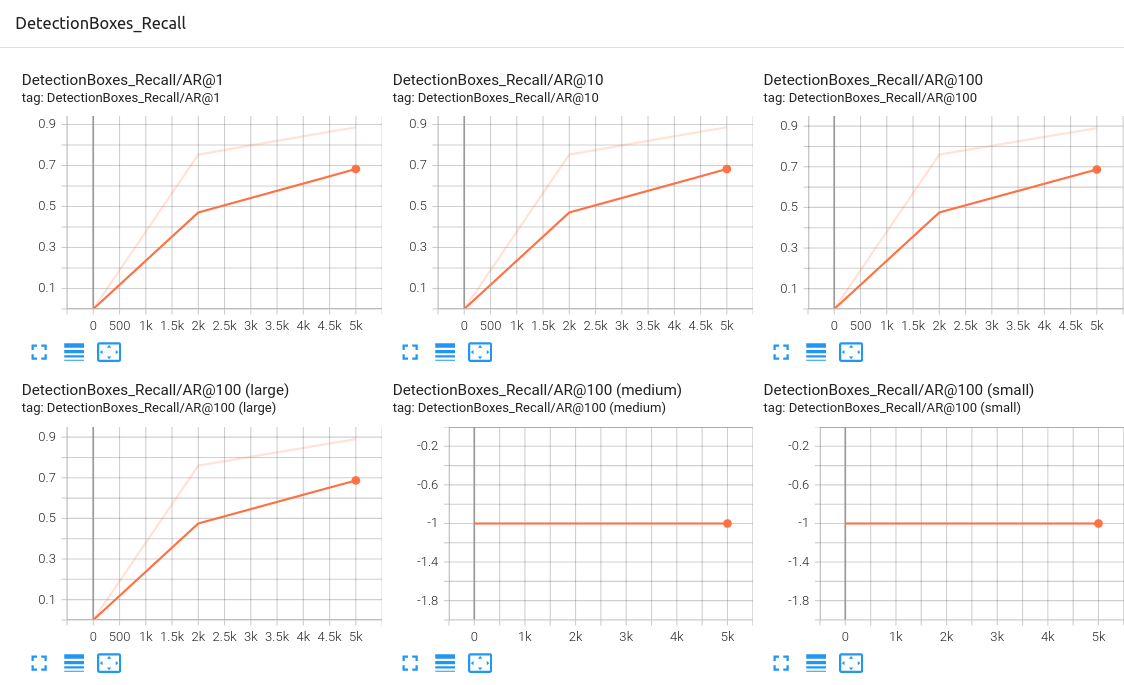 DetectionBoxes_Recall
DetectionBoxes_Recall/AR@1
tag: DetectionBoxes_Recall/AR@1
0.9
0.7
0.5
0.3
0.1
0 500 1k 1.5k 2k 2.5k 3k 3.5k 4k 4.5k 5k
DetectionBoxes_Recall/AR@10
tag: DetectionBoxes_Recall/AR@10
0.9
0.7
0.5
0.3
0.1
0 500 1k 1.5k 2k 2.5k 3k 3.5k 4k 4.5k 5k
DetectionBoxes_Recall/AR@100
tag: DetectionBoxes_Recall/AR@100
0.9
0.7
0.5
0.3
0.1
0 500 1k 1.5k 2k 2.5k 3k 3.5k 4k 4.5k 5k
DetectionBoxes_Recall/AR@100 (large)
tag: DetectionBoxes_Recall/AR@100 (large)
0.9
0.7
0.5
0.3
0.1
0 500 1k 1.5k 2k 2.5k 3k 3.5k 4k 4.5k 5k
DetectionBoxes_Recall/AR@100 (medium)
tag: DetectionBoxes_Recall/AR@100 (medium)
-0.2
-0.6
-1
-1.4
-1.8
0 1k 2k 3k 4k 5k
DetectionBoxes_Recall/AR@100 (small)
tag: DetectionBoxes_Recall/AR@100 (small)
-0.2
-0.6
-1
-1.4
-1.8
0 1k 2k 3k 4k 5k